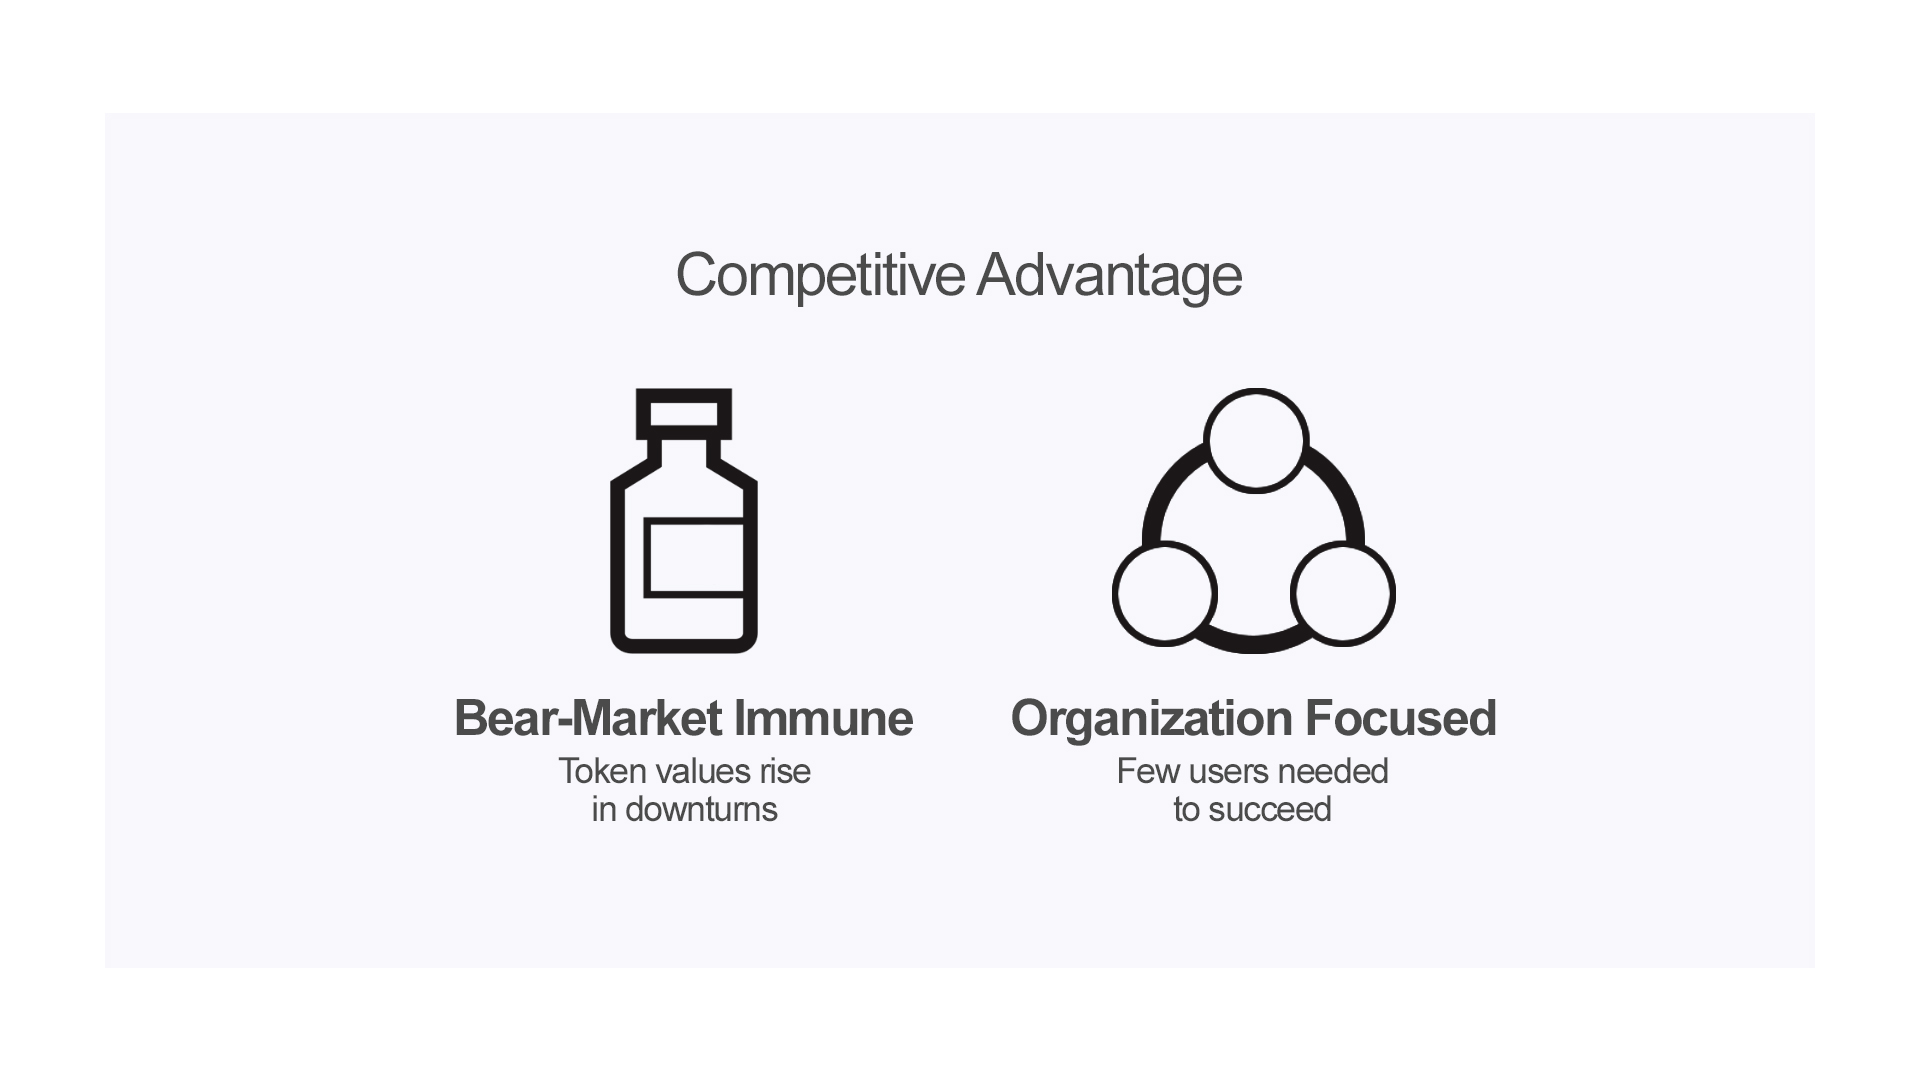 Competitive Advantage
Bear-Market Immune
Token values rise
in downturns
Organization Focused
Few users needed
to succeed